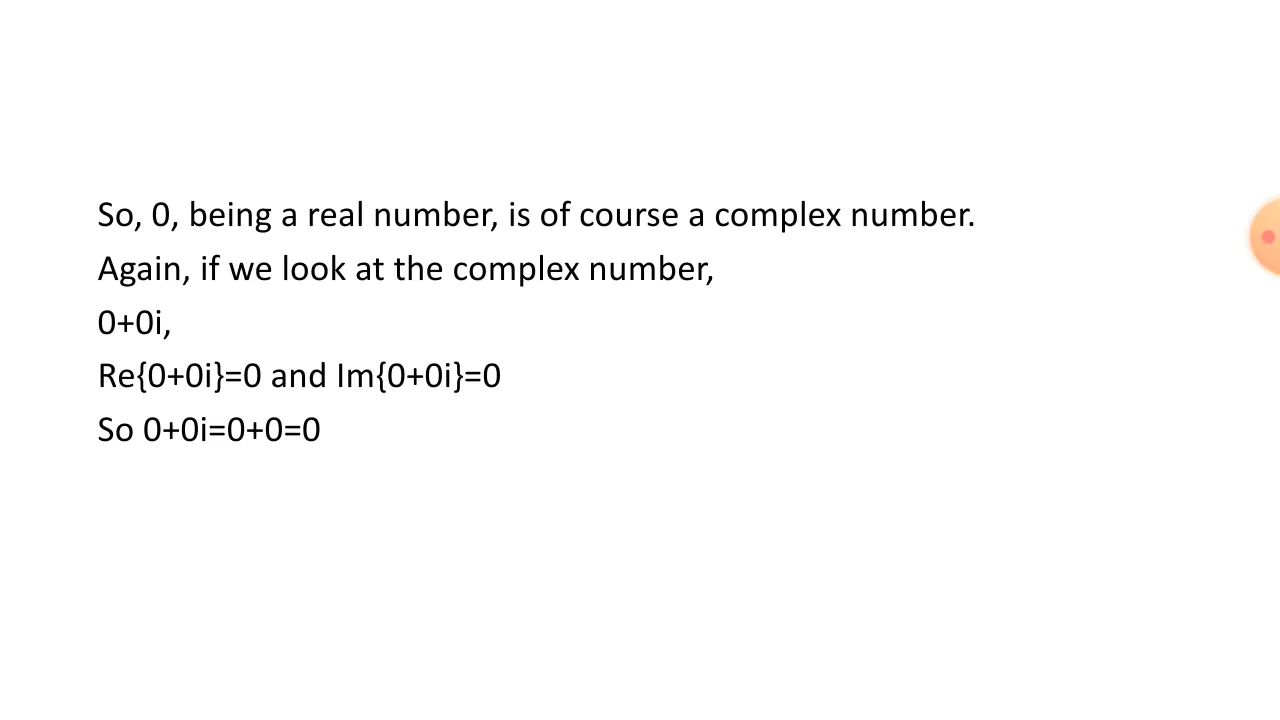 So, 0, being a real number, is of course a complex number.
Again, if we look at the complex number,
0+0i,
Re{0+0i}=0 and Im{0+0i}=0
So 0+0i=0+0=0